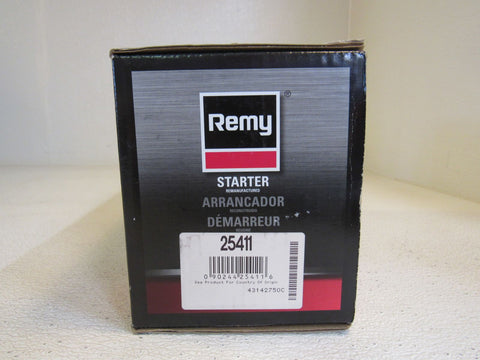 Remy®
STARTER
REMANUFACTURED
ARRANCADOR
RECONSTRUIDO
DÉMARREUR
25411
0 90244 25411 6
See Product For Country Of Origin
43142750C